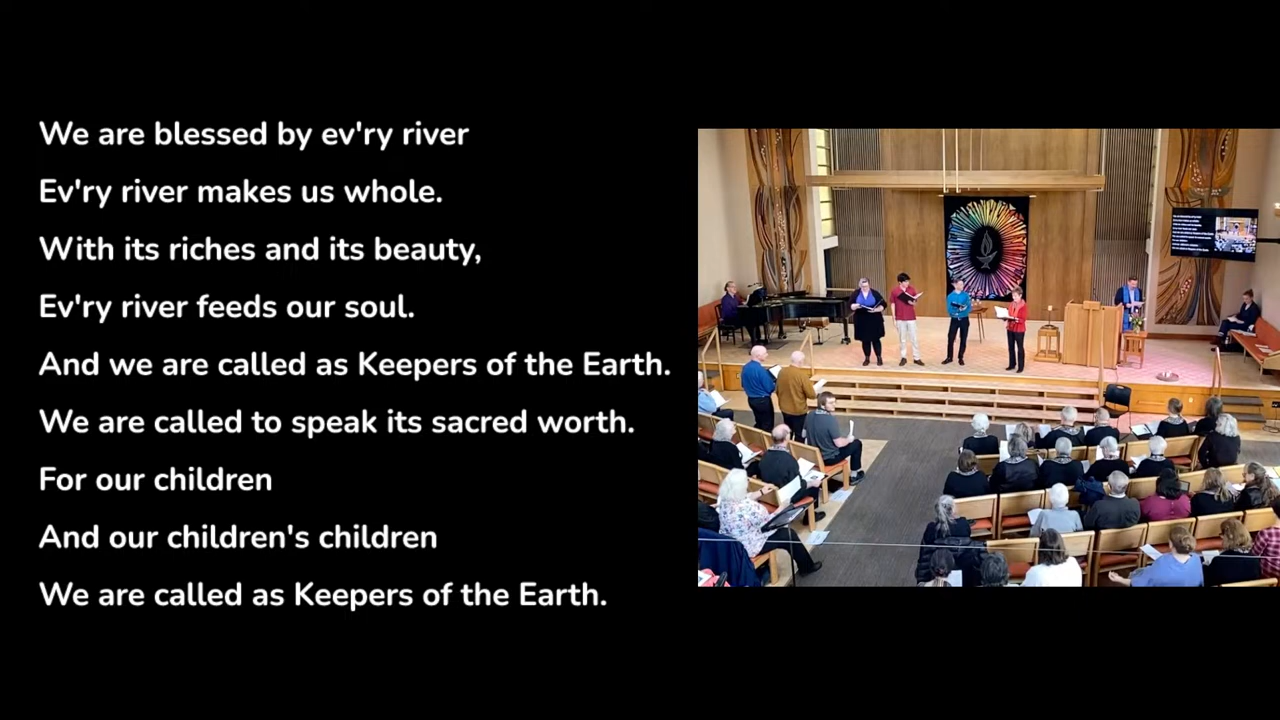 We are blessed by ev'ry river
Ev'ry river makes us whole.
With its riches and its beauty,
Ev'ry river feeds our soul.
And we are called as Keepers of the Earth.
We are called to speak its sacred worth.
For our children
And our children's children
We are called as Keepers of the Earth.